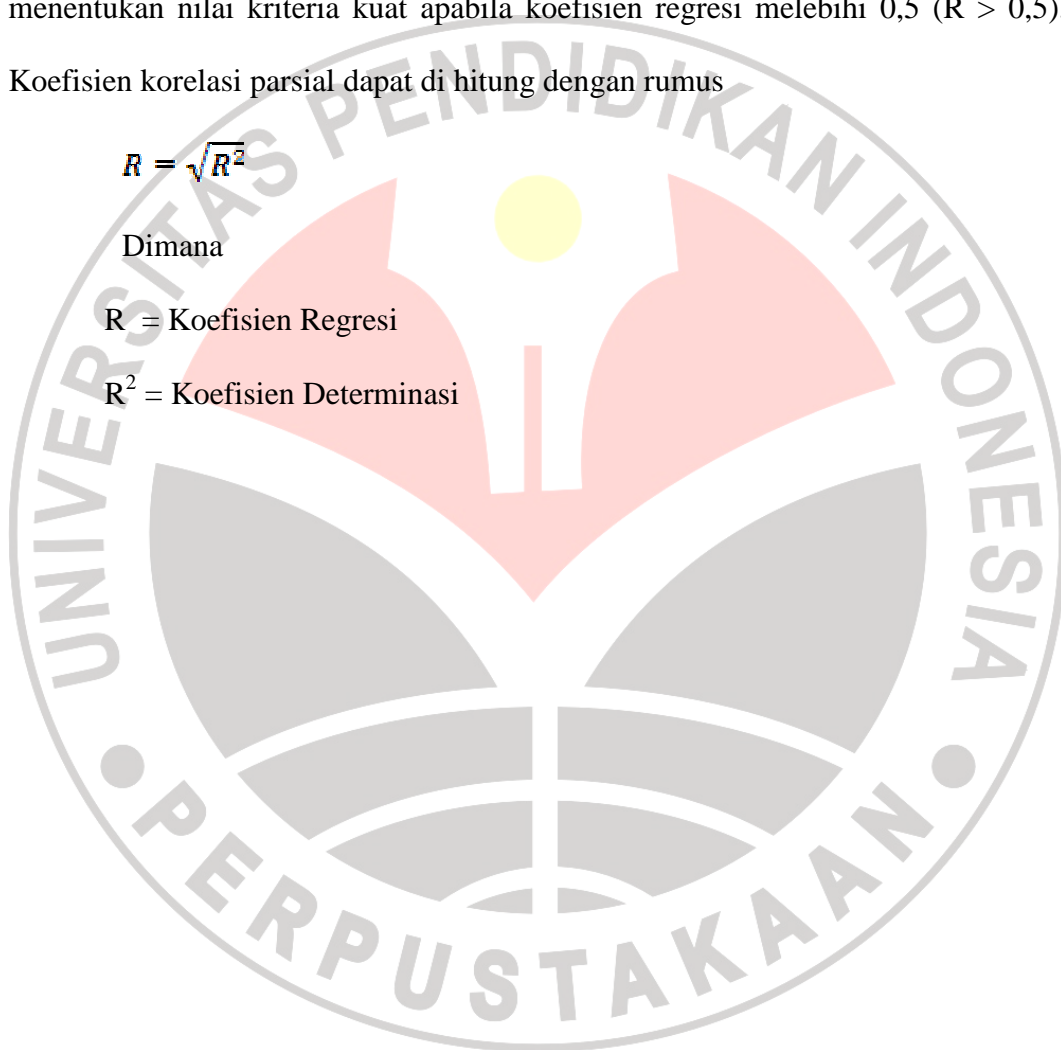 menentukan nilai kriteria kuat apabila koefisien regresi melebihi 0,5 (R > 0,5)
Koefisien korelasi parsial dapat di hitung dengan rumus
R = √R²
Dimana
R = Koefisien Regresi
R² = Koefisien Determinasi
UNIVERSITAS PENDIDIKAN INDONESIA
PERPUSTAKAAN